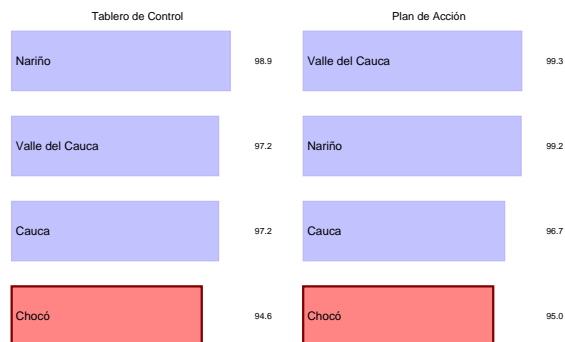 Tablero de Control
Nariño 98.9
Valle del Cauca 97.2
Cauca 97.2
Chocó 94.6
Plan de Acción
Valle del Cauca 99.3
Nariño 99.2
Cauca 96.7
Chocó 95.0